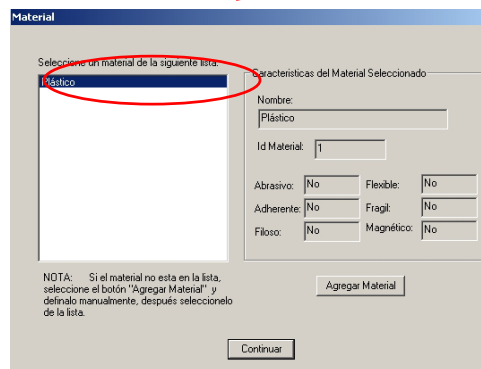 Material
Seleccione un material de la siguiente lista:
Plástico
Caracteristicas del Material Seleccionado
Nombre:
Plástico
Id Material: 1
Abrasivo: No Flexible: No
Adherente: No Fragil: No
Filoso: No Magnético: No
NOTA: Si el material no esta en la lista,
seleccione el botón "Agregar Material" y
definalo manualmente, después seleccionelo
de la lista.
Agregar Material
Continuar